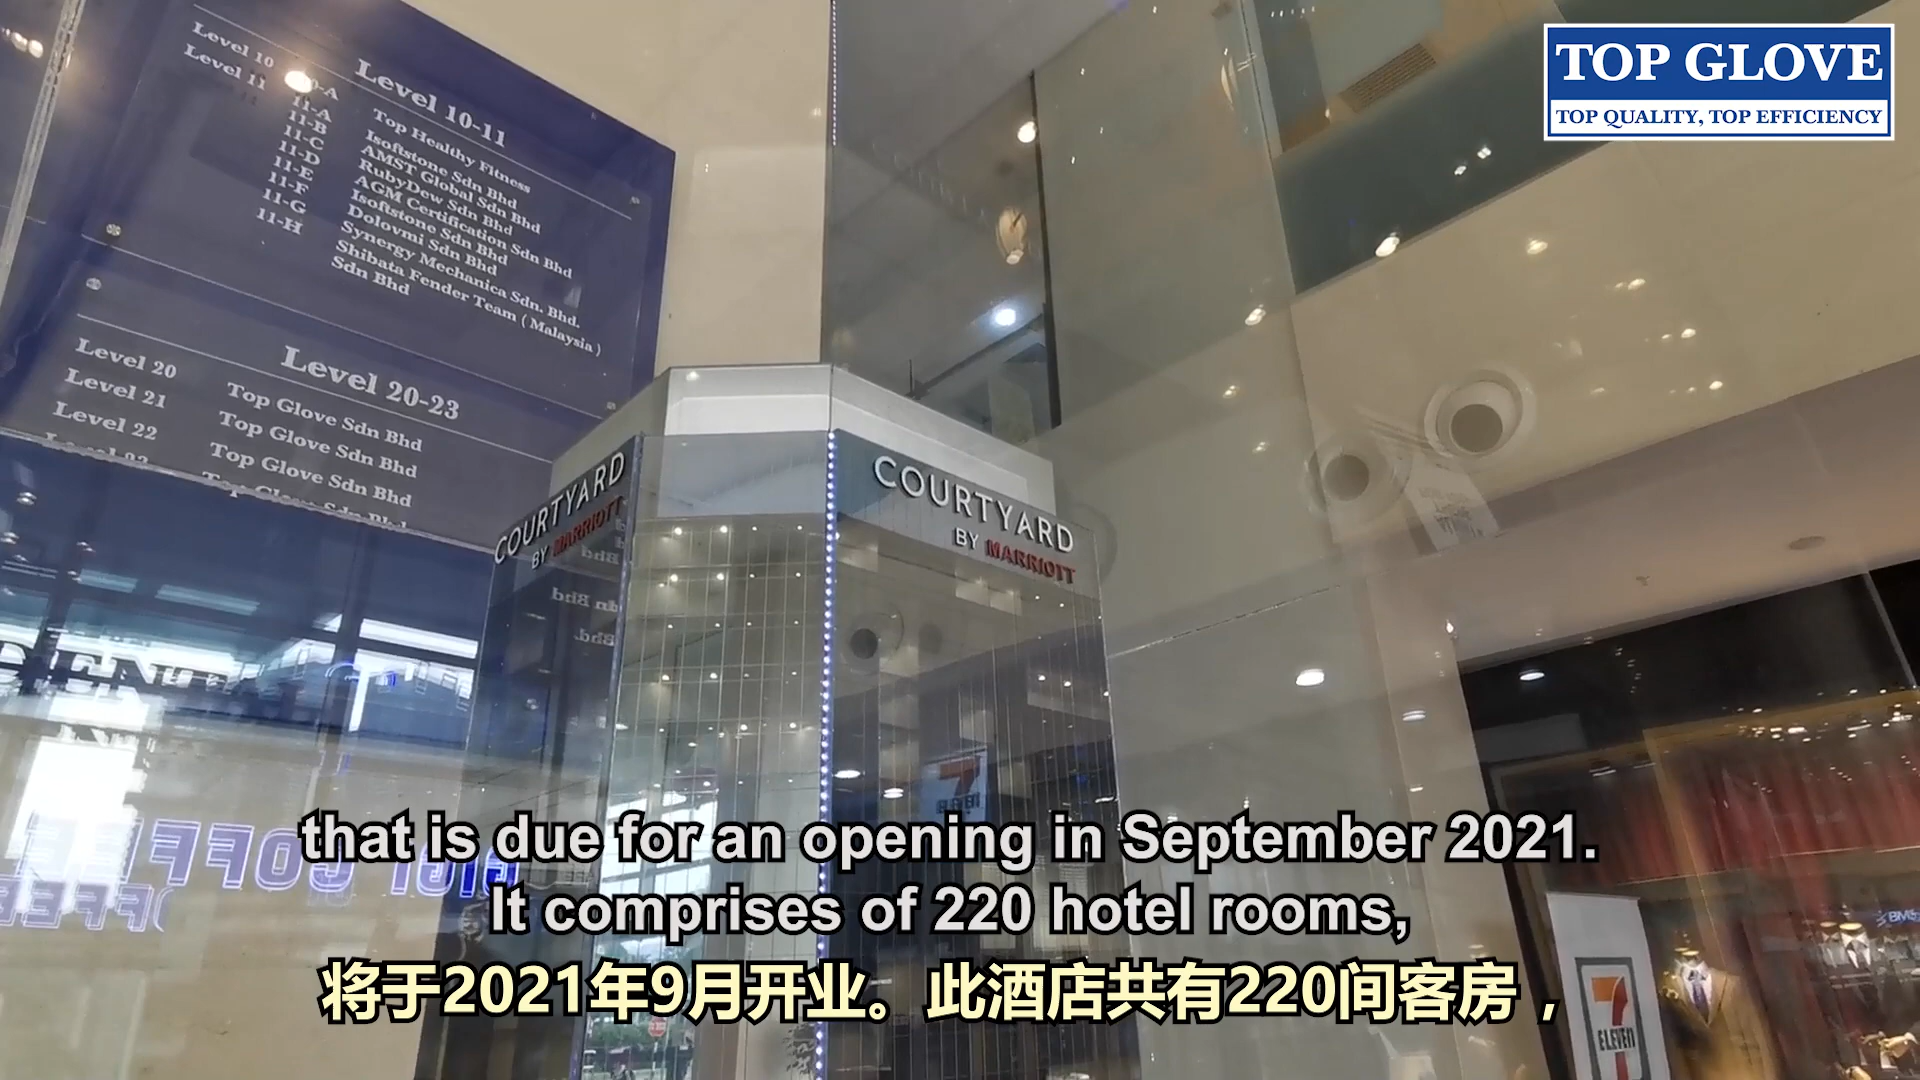 TOP GLOVE
TOP QUALITY, TOP EFFICIENCY
Level 10-11
Level 10
Level 11
11-A Top Healthy Fitness
11-B Isoftstone Sdn Bhd
11-C AMST Global Sdn Bhd
11-D RubyDew Sdn Bhd
11-E AGM Certification Sdn Bhd
11-F Isoftstone Sdn Bhd
11-G Dolovmi Sdn Bhd
11-H Synergy Mechanica Sdn. Bhd.
Shibata Fender Team ( Malaysia )
Sdn Bhd
Level 20-23
Level 20 Top Glove Sdn Bhd
Level 21 Top Glove Sdn Bhd
Level 22 Top Glove Sdn Bhd
COURTYARD
BY MARRIOTT
COURTYARD
BY MARRIOTT
7
ELEVEN
that is due for an opening in September 2021.
It comprises of 220 hotel rooms,
将于2021年9月开业。此酒店共有220间客房，